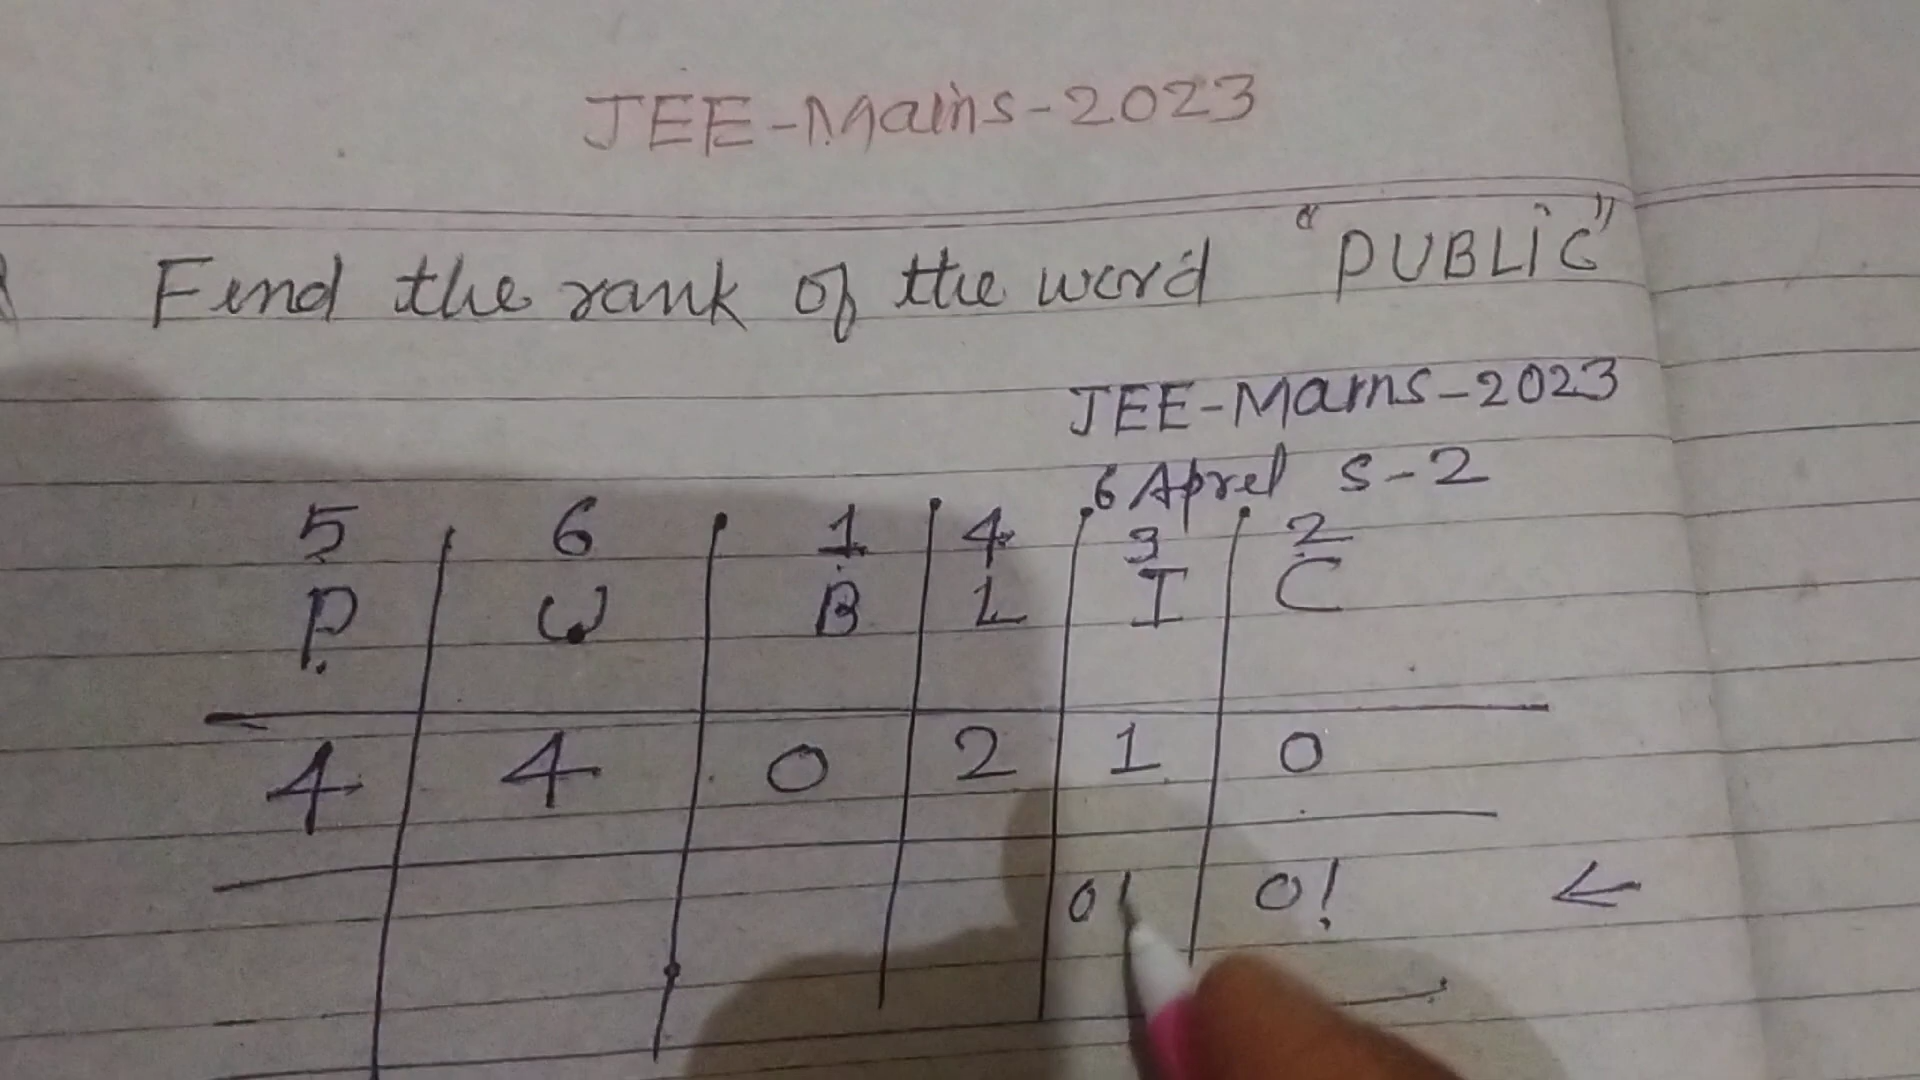 JEE-Mains-2023
Find the rank of the word "PUBLIC"
JEE-Mains-2023
6 Aprel S-2
5 6 1 4 3 2
P U B L I C
4 4 0 2 1 0
0! 0! ←